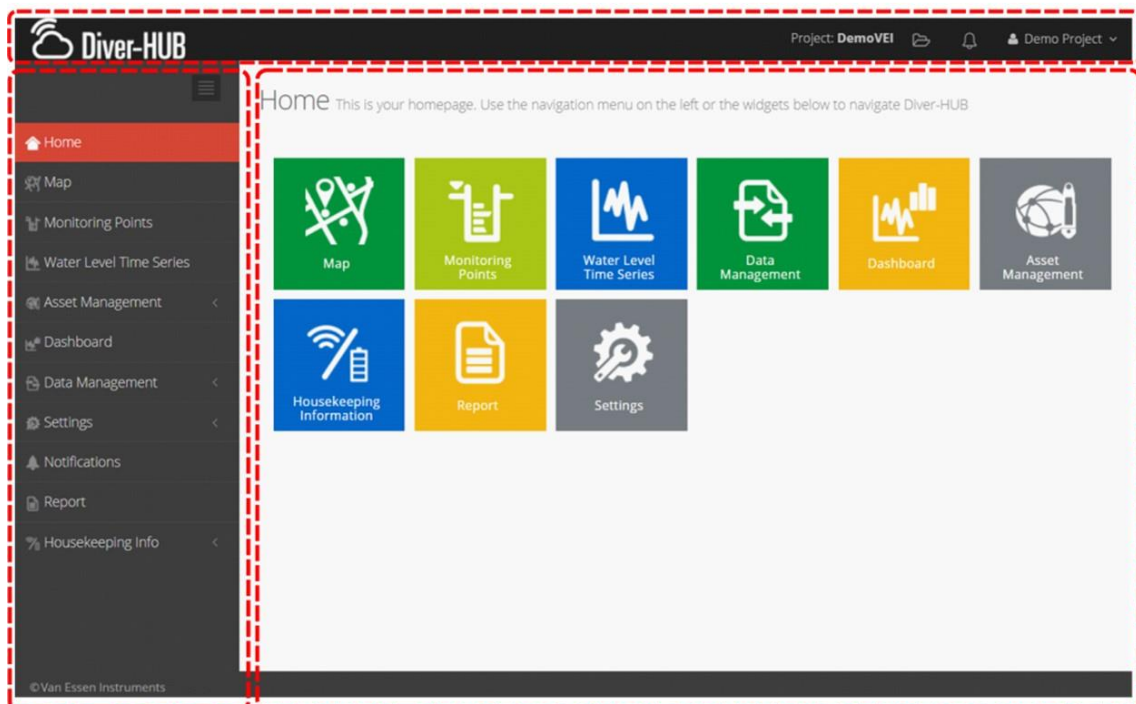 Diver-HUB
Project: DemoVEI
Demo Project
Home This is your homepage. Use the navigation menu on the left or the widgets below to navigate Diver-HUB
Home
Map
Monitoring Points
Water Level Time Series
Asset Management
Dashboard
Data Management
Settings
Notifications
Report
Housekeeping Info
©Van Essen Instruments
Map
Monitoring
Points
Water Level
Time Series
Data
Management
Dashboard
Asset
Management
Housekeeping
Information
Report
Settings